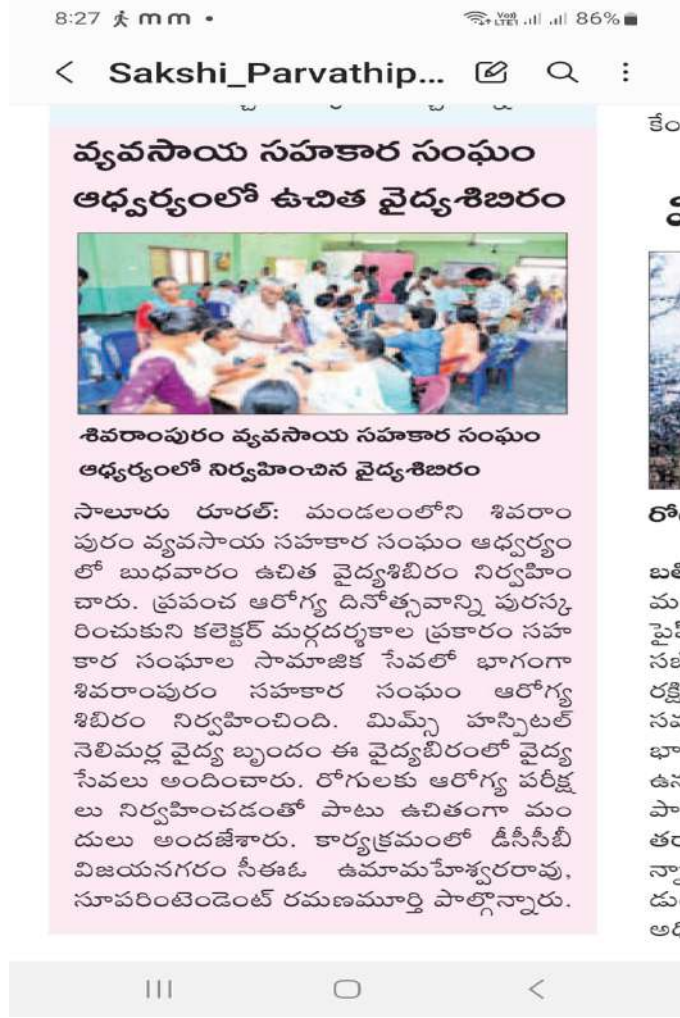 8:27
86%
Sakshi_Parvathip...
వ్యవసాయ సహకార సంఘం
ఆధ్వర్యంలో ఉచిత వైద్యశిబిరం
శివరాంపురం వ్యవసాయ సహకార సంఘం
ఆధ్వర్యంలో నిర్వహించిన వైద్యశిబిరం
సాలూరు రూరల్: మండలంలోని శివరాం
పురం వ్యవసాయ సహకార సంఘం ఆధ్వర్యం
లో బుధవారం ఉచిత వైద్యశిబిరం నిర్వహిం
చారు. ప్రపంచ ఆరోగ్య దినోత్సవాన్ని పురస్క
రించుకుని కలెక్టర్ మర్గదర్శకాల ప్రకారం సహ
కార సంఘాల సామాజిక సేవలో భాగంగా
శివరాంపురం సహకార సంఘం ఆరోగ్య
శిబిరం నిర్వహించింది. మిమ్స్ హస్పిటల్
నెలిమర్ల వైద్య బృందం ఈ వైద్యబిరంలో వైద్య
సేవలు అందించారు. రోగులకు ఆరోగ్య పరీక్ష
లు నిర్వహించడంతో పాటు ఉచితంగా మం
దులు అందజేశారు. కార్యక్రమంలో డీసీసీబీ
విజయనగరం సీఈఓ ఉమామహేశ్వరరావు,
సూపరింటెండెంట్ రమణమూర్తి పాల్గొన్నారు.